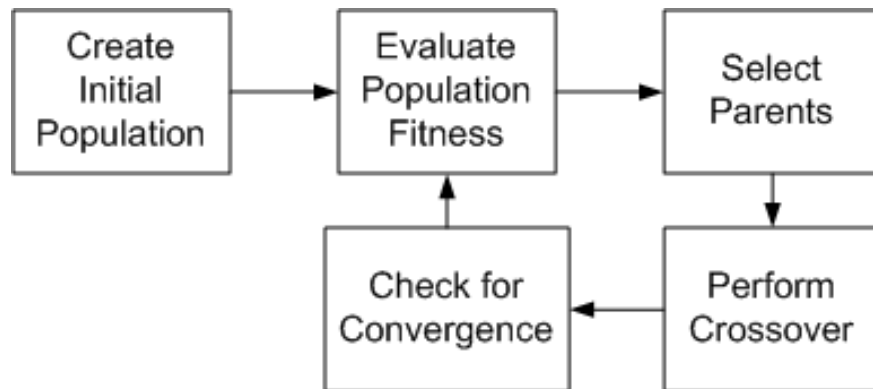 Create
Initial
Population
Evaluate
Population
Fitness
Select
Parents
Check for
Convergence
Perform
Crossover